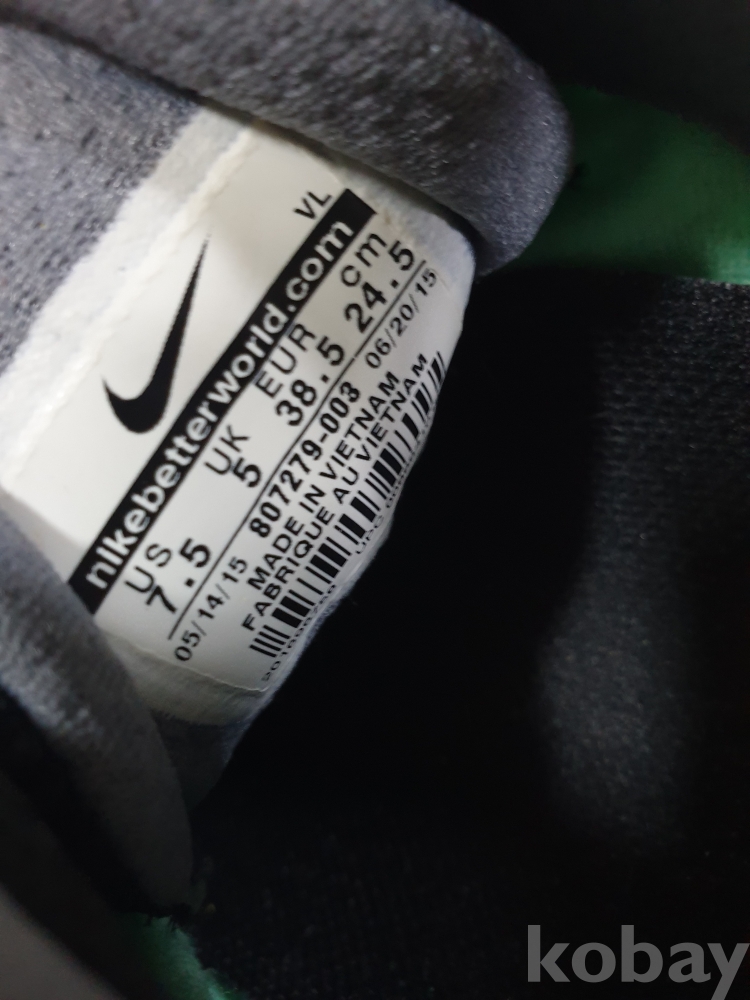 VL
nikebetterworld.com
US UK EUR cm
7.5 5 38.5 24.5
05/14/15 807279-003 06/20/15
MADE IN VIETNAM
FABRIQUE AU VIETNAM
kobay